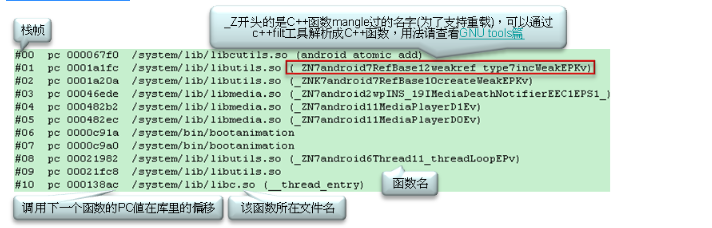 _Z开头的是C++函数mangle过的名字(为了支持重载)，可以通过
c++filt工具解析成C++函数，用法请查看GNU tools篇
栈帧
#00 pc 000067f0 /system/lib/libcutils.so (android_atomic_add)
#01 pc 0001a1fc /system/lib/libutils.so (_ZN7android7RefBase12weakref_type7incWeakEPKv)
#02 pc 0001a20a /system/lib/libutils.so (_ZNK7android7RefBase10createWeakEPKv)
#03 pc 00046ede /system/lib/libmedia.so (_ZN7android2wpINS_19IMediaDeathNotifierEEC1EPS1_)
#04 pc 000482b2 /system/lib/libmedia.so (_ZN7android11MediaPlayerD1Ev)
#05 pc 000482ec /system/lib/libmedia.so (_ZN7android11MediaPlayerD0Ev)
#06 pc 0000c91a /system/bin/bootanimation
#07 pc 0000c9a0 /system/bin/bootanimation
#08 pc 00021982 /system/lib/libutils.so (_ZN7android6Thread11_threadLoopEPv)
#09 pc 00021fc8 /system/lib/libutils.so
#10 pc 000138ac /system/lib/libc.so (__thread_entry)
函数名
调用下一个函数的PC值在库里的偏移
该函数所在文件名